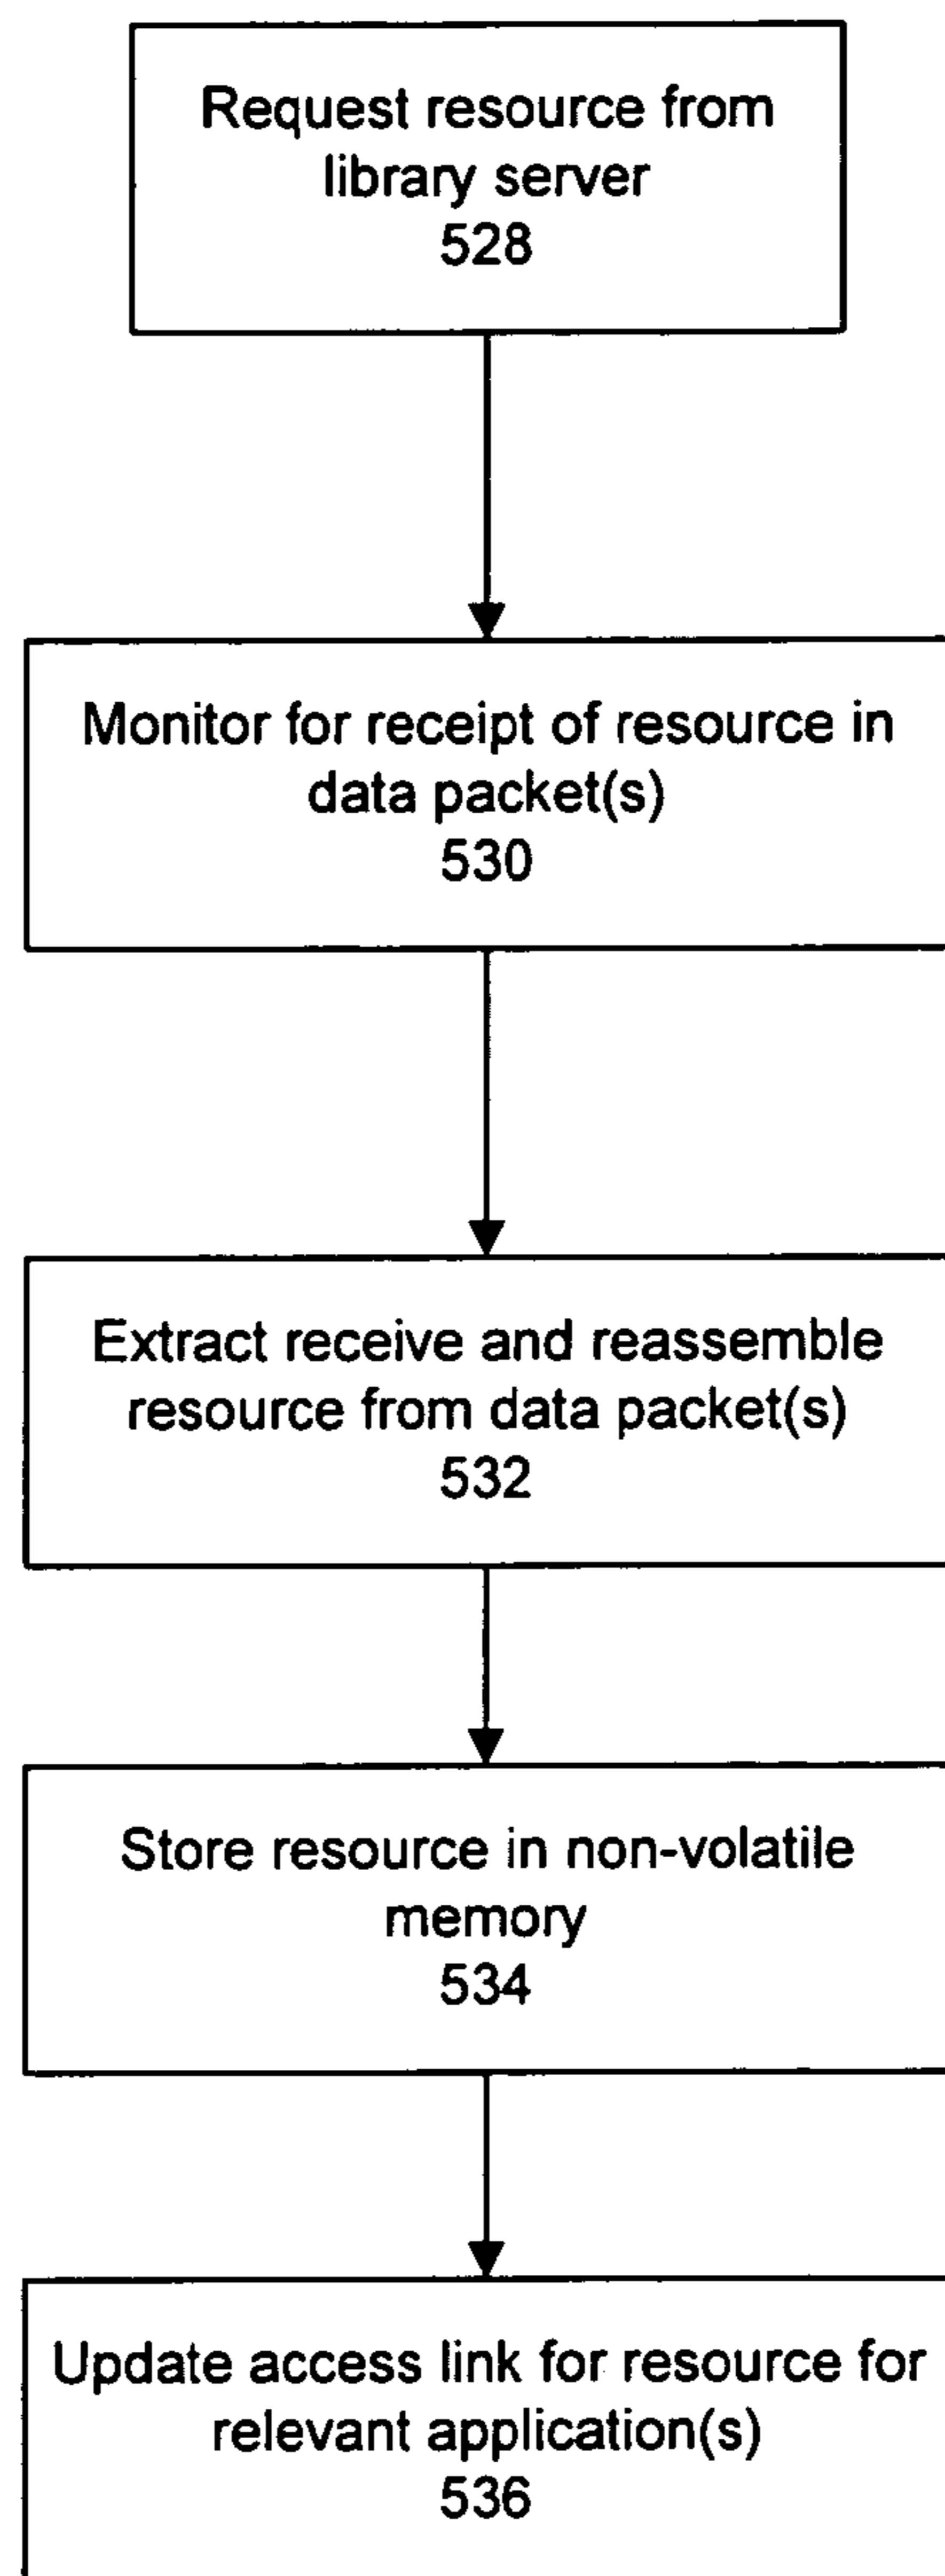 Request resource from
library server
528
Monitor for receipt of resource in
data packet(s)
530
Extract receive and reassemble
resource from data packet(s)
532
Store resource in non-volatile
memory
534
Update access link for resource for
relevant application(s)
536